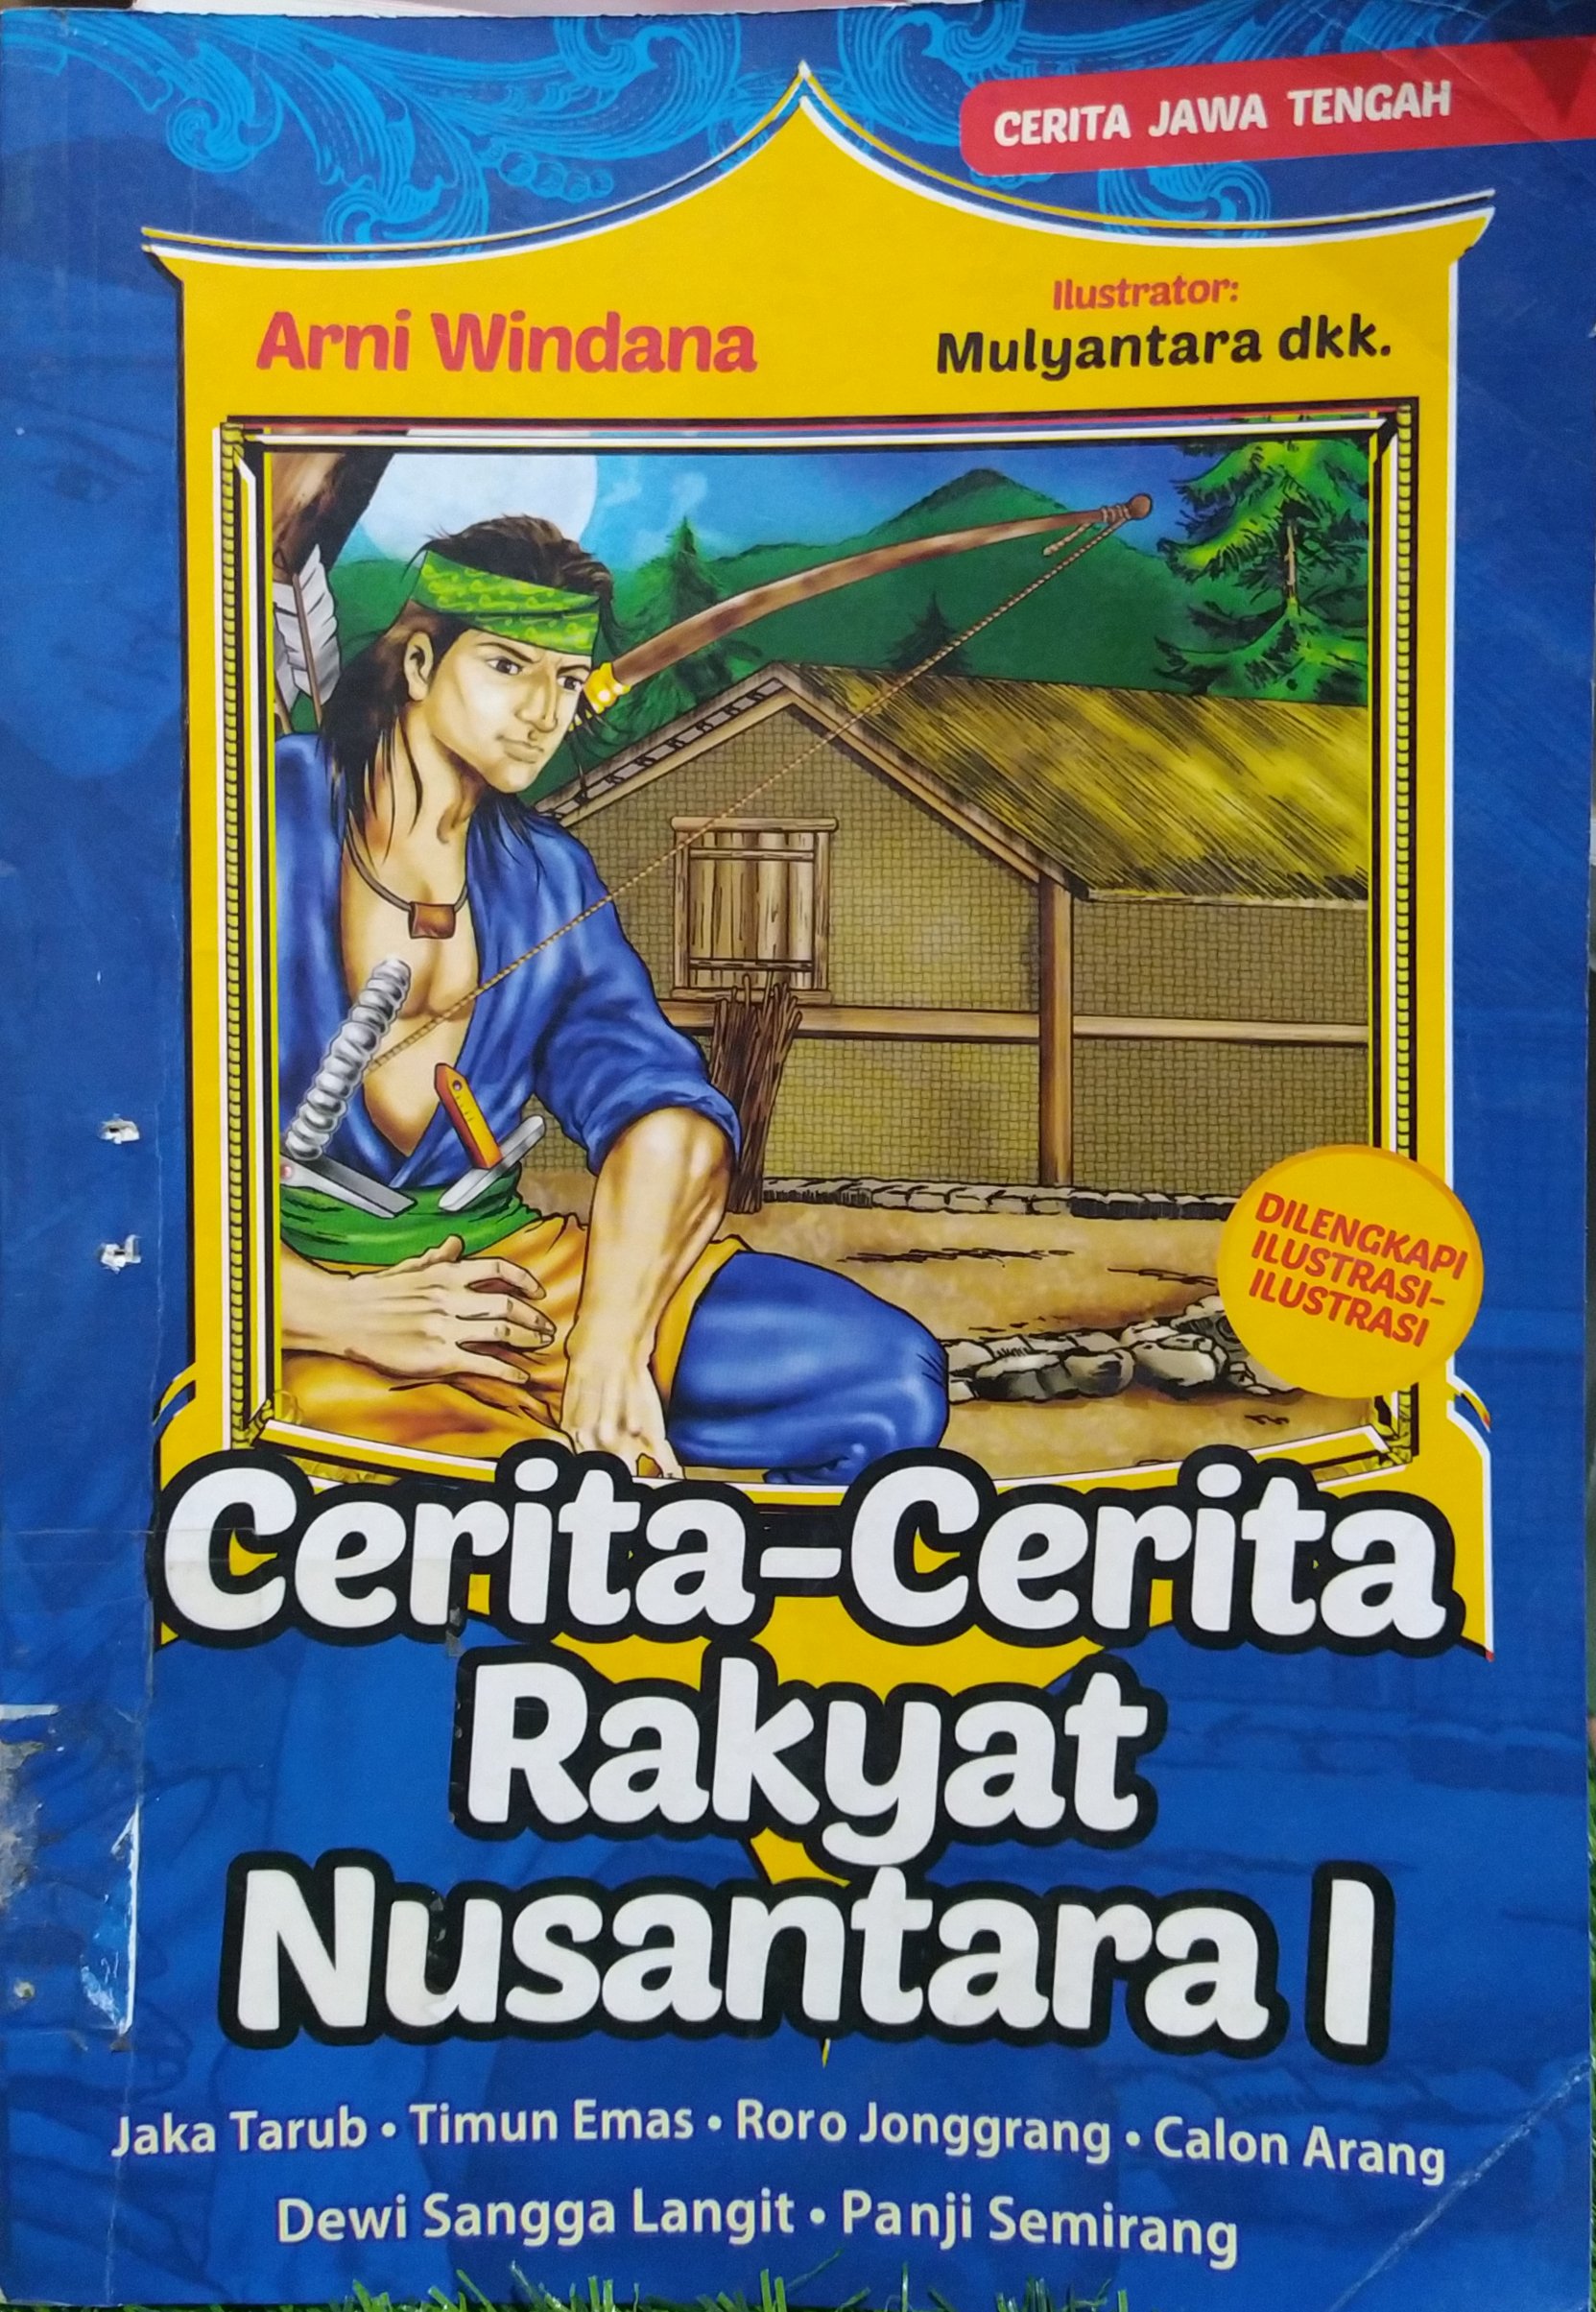 CERITA JAWA TENGAH
Arni Windana
Ilustrator:
Mulyantara dkk.
DILENGKAPI
ILUSTRASI-
ILUSTRASI
Cerita-Cerita
Rakyat
Nusantara I
Jaka Tarub • Timun Emas • Roro Jonggrang • Calon Arang
Dewi Sangga Langit • Panji Semirang